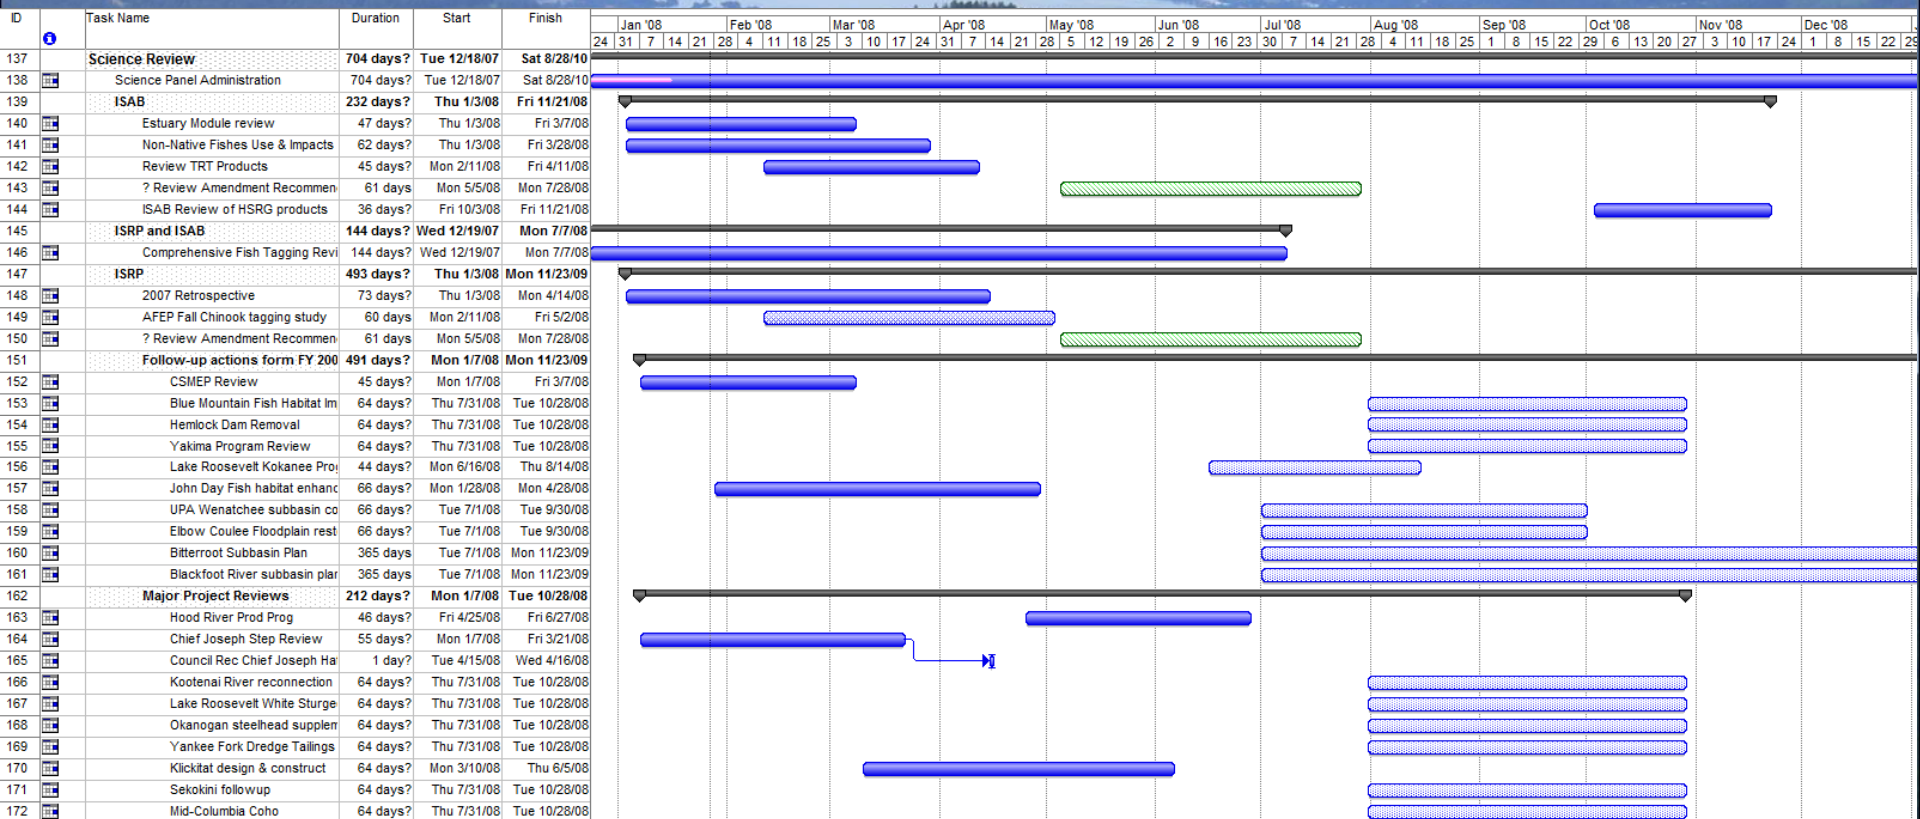 ID Task Name Duration Start Finish Jan '08 Feb '08 Mar '08 Apr '08 May '08 Jun '08 Jul '08 Aug '08 Sep '08 Oct '08 Nov '08 Dec '08
24 31 7 14 21 28 4 11 18 25 3 10 17 24 31 7 14 21 28 5 12 19 26 2 9 16 23 30 7 14 21 28 4 11 18 25 1 8 15 22 29 6 13 20 27 3 10 17 24 1 8 15 22 29
137 Science Review 704 days? Tue 12/18/07 Sat 8/28/10
138 Science Panel Administration 704 days? Tue 12/18/07 Sat 8/28/10
139 ISAB 232 days? Thu 1/3/08 Fri 11/21/08
140 Estuary Module review 47 days? Thu 1/3/08 Fri 3/7/08
141 Non-Native Fishes Use & Impacts 62 days? Thu 1/3/08 Fri 3/28/08
142 Review TRT Products 45 days? Mon 2/11/08 Fri 4/11/08
143 ? Review Amendment Recommen 61 days Mon 5/5/08 Mon 7/28/08
144 ISAB Review of HSRG products 36 days? Fri 10/3/08 Fri 11/21/08
145 ISRP and ISAB 144 days? Wed 12/19/07 Mon 7/7/08
146 Comprehensive Fish Tagging Revi 144 days? Wed 12/19/07 Mon 7/7/08
147 ISRP 493 days? Thu 1/3/08 Mon 11/23/09
148 2007 Retrospective 73 days? Thu 1/3/08 Mon 4/14/08
149 AFEP Fall Chinook tagging study 60 days Mon 2/11/08 Fri 5/2/08
150 ? Review Amendment Recommen 61 days Mon 5/5/08 Mon 7/28/08
151 Follow-up actions form FY 200 491 days? Mon 1/7/08 Mon 11/23/09
152 CSMEP Review 45 days? Mon 1/7/08 Fri 3/7/08
153 Blue Mountain Fish Habitat Im 64 days? Thu 7/31/08 Tue 10/28/08
154 Hemlock Dam Removal 64 days? Thu 7/31/08 Tue 10/28/08
155 Yakima Program Review 64 days? Thu 7/31/08 Tue 10/28/08
156 Lake Roosevelt Kokanee Proj 44 days? Mon 6/16/08 Thu 8/14/08
157 John Day Fish habitat enhanc 66 days? Mon 1/28/08 Mon 4/28/08
158 UPA Wenatchee subbasin co 66 days? Tue 7/1/08 Tue 9/30/08
159 Elbow Coulee Floodplain rest 66 days? Tue 7/1/08 Tue 9/30/08
160 Bitterroot Subbasin Plan 365 days Tue 7/1/08 Mon 11/23/09
161 Blackfoot River subbasin plar 365 days Tue 7/1/08 Mon 11/23/09
162 Major Project Reviews 212 days? Mon 1/7/08 Tue 10/28/08
163 Hood River Prod Prog 46 days? Fri 4/25/08 Fri 6/27/08
164 Chief Joseph Step Review 55 days? Mon 1/7/08 Fri 3/21/08
165 Council Rec Chief Joseph Ha 1 day? Tue 4/15/08 Wed 4/16/08
166 Kootenai River reconnection 64 days? Thu 7/31/08 Tue 10/28/08
167 Lake Roosevelt White Sturge 64 days? Thu 7/31/08 Tue 10/28/08
168 Okanogan steelhead supplem 64 days? Thu 7/31/08 Tue 10/28/08
169 Yankee Fork Dredge Tailings 64 days? Thu 7/31/08 Tue 10/28/08
170 Klickitat design & construct 64 days? Mon 3/10/08 Thu 6/5/08
171 Sekokini followup 64 days? Thu 7/31/08 Tue 10/28/08
172 Mid-Columbia Coho 64 days? Thu 7/31/08 Tue 10/28/08